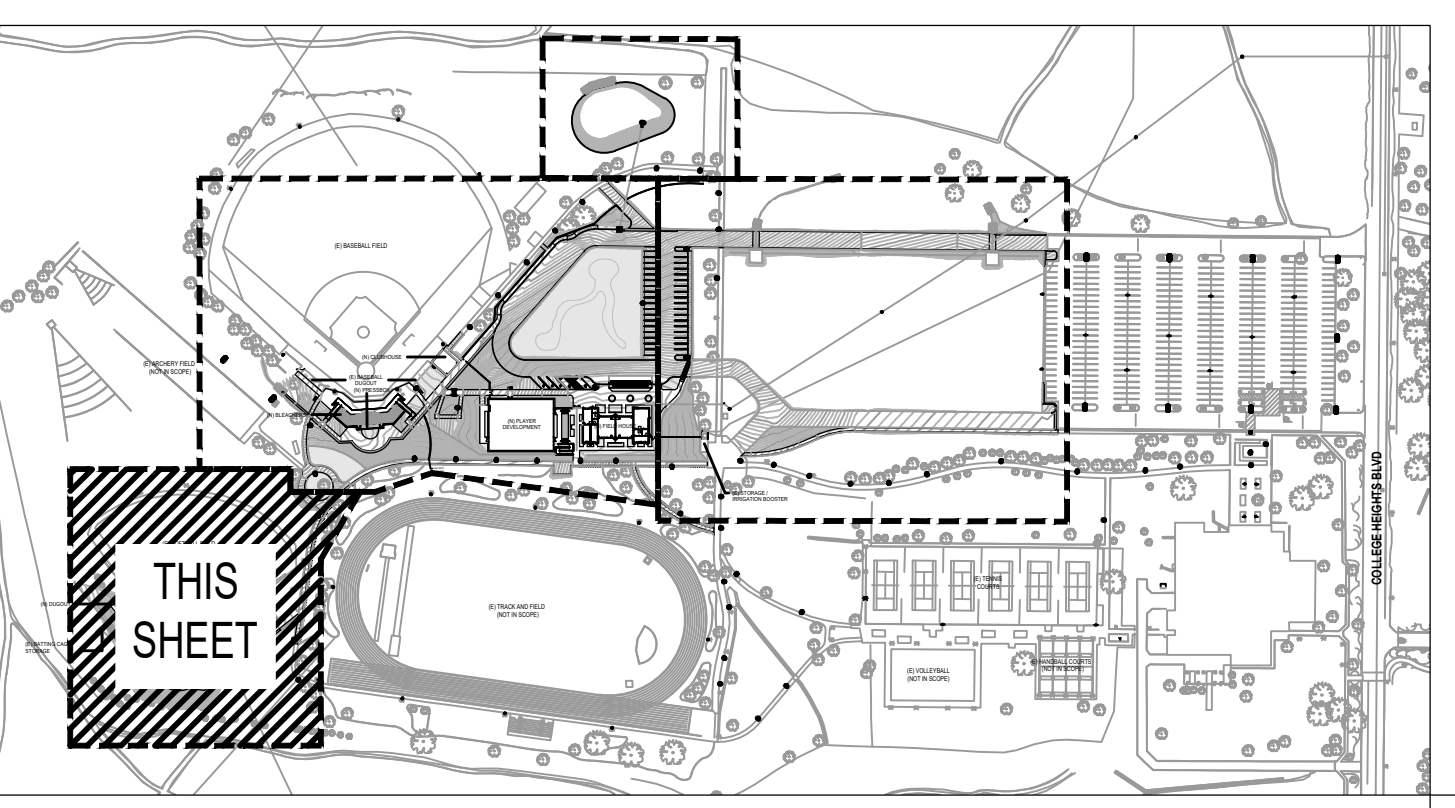 (E) BASEBALL FIELD
(N) CLUBHOUSE
(E) ARCHERY FIELD
(NOT IN SCOPE)
(E) BASEBALL
DUGOUT
(N) PRESSBOX
(N) BLEACHERS
(N) PLAYER
DEVELOPMENT
FIELD HOUSE
(E) STORAGE /
IRRIGATION BOOSTER
COLLEGE HEIGHTS BLVD
THIS
SHEET
(N) DUGOUT
(E) BATTING CAGE
STORAGE
(E) TRACK AND FIELD
(NOT IN SCOPE)
(E) TENNIS
COURTS
(E) VOLLEYBALL
(NOT IN SCOPE)
(E) HANDBALL COURTS
(NOT IN SCOPE)